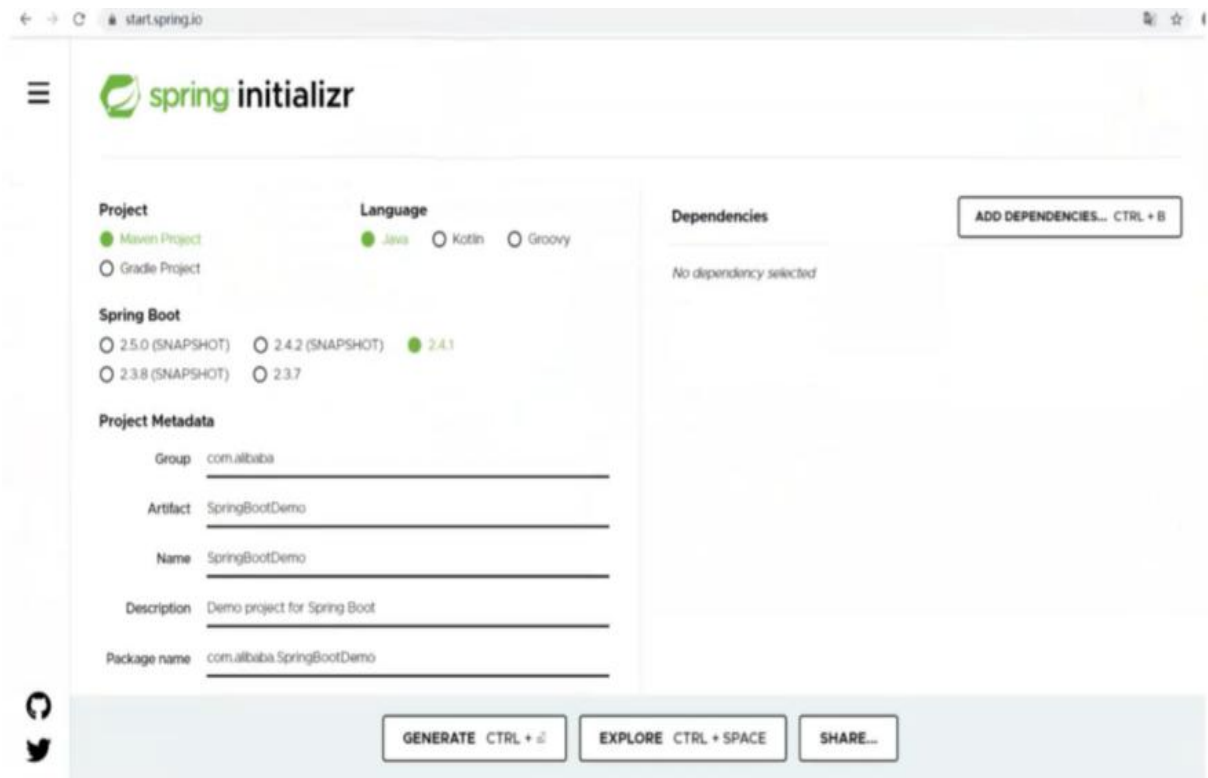 start.spring.io
spring initializr
Project
Maven Project
Gradle Project
Language
Java Kotlin Groovy
Spring Boot
2.5.0 (SNAPSHOT) 2.4.2 (SNAPSHOT) 2.4.1
2.3.8 (SNAPSHOT) 2.3.7
Project Metadata
Group com.alibaba
Artifact SpringBootDemo
Name SpringBootDemo
Description Demo project for Spring Boot
Package name com.alibaba.SpringBootDemo
Dependencies
ADD DEPENDENCIES... CTRL + B
No dependency selected
GENERATE CTRL + ⏎
EXPLORE CTRL + SPACE
SHARE...